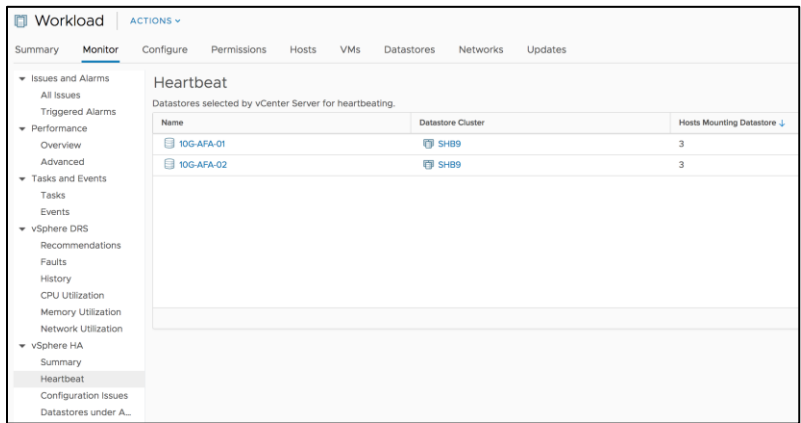 Workload ACTIONS
Summary Monitor Configure Permissions Hosts VMs Datastores Networks Updates
Issues and Alarms
All Issues
Triggered Alarms
Performance
Overview
Advanced
Tasks and Events
Tasks
Events
vSphere DRS
Recommendations
Faults
History
CPU Utilization
Memory Utilization
Network Utilization
vSphere HA
Summary
Heartbeat
Configuration Issues
Datastores under A...
Heartbeat
Datastores selected by vCenter Server for heartbeating.
Name Datastore Cluster Hosts Mounting Datastore ↓
10G-AFA-01 SHB9 3
10G-AFA-02 SHB9 3